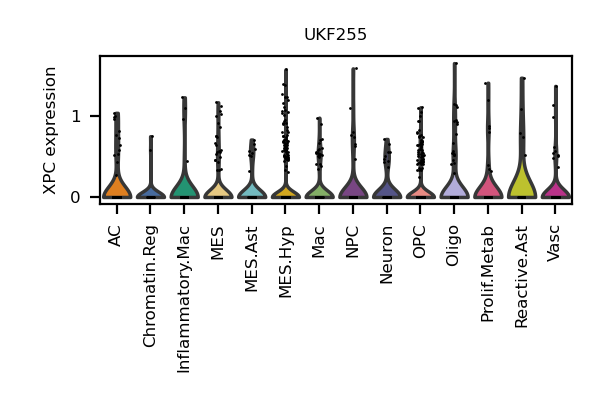 UKF255
XPC expression
1
0
AC
Chromatin.Reg
Inflammatory.Mac
MES
MES.Ast
MES.Hyp
Mac
NPC
Neuron
OPC
Oligo
Prolif.Metab
Reactive.Ast
Vasc